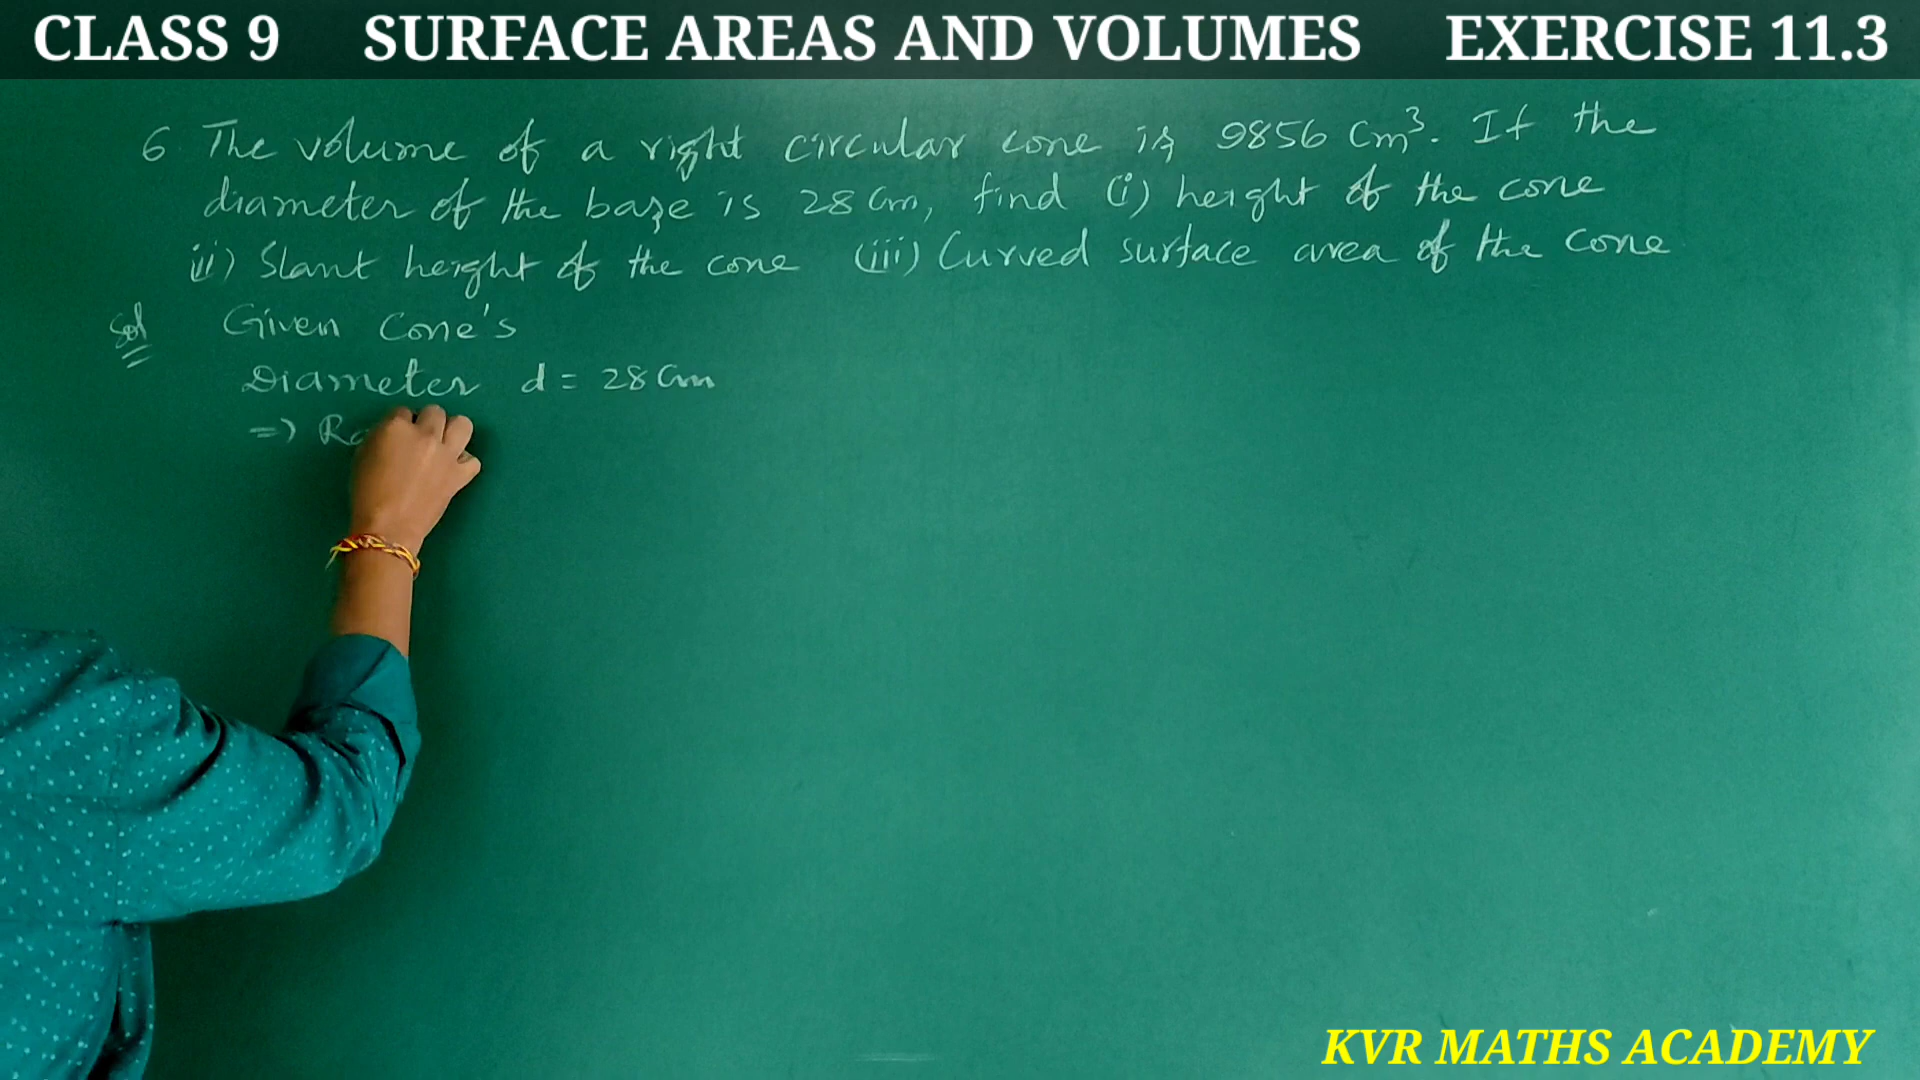 CLASS 9 SURFACE AREAS AND VOLUMES EXERCISE 11.3
6 The volume of a right circular cone is 9856 Cm³. If the
diameter of the base is 28 Cm, find (i) height of the cone
ii) Slant height of the cone (iii) Curved surface area of the cone
Sol Given Cone's
Diameter d = 28 Cm
=) Ra
KVR MATHS ACADEMY